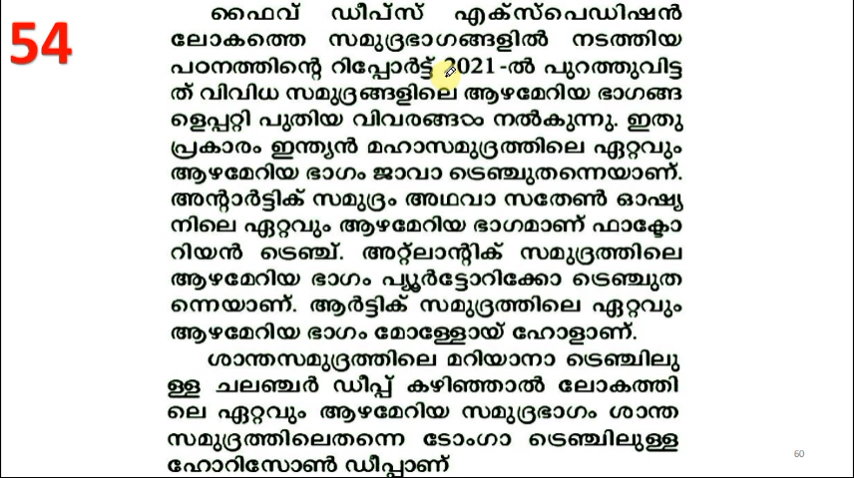 54
ഫൈവ് ഡീപ്സ് എക്സ്പെഡിഷൻ
ലോകത്തെ സമുദ്രഭാഗങ്ങളിൽ നടത്തിയ
പഠനത്തിന്റെ റിപ്പോർട്ട് 2021-ൽ പുറത്തുവിട്ട
ത് വിവിധ സമുദ്രങ്ങളിലെ ആഴമേറിയ ഭാഗങ്ങ
ളെപ്പറ്റി പുതിയ വിവരങ്ങൾ നൽകുന്നു. ഇതു
പ്രകാരം ഇന്ത്യൻ മഹാസമുദ്രത്തിലെ ഏറ്റവും
ആഴമേറിയ ഭാഗം ജാവാ ട്രെഞ്ചുതന്നെയാണ്.
അന്റാർട്ടിക് സമുദ്രം അഥവാ സതേൺ ഓഷ്യ
നിലെ ഏറ്റവും ആഴമേറിയ ഭാഗമാണ് ഫാക്ടോ
റിയൻ ട്രെഞ്ച്. അറ്റ്ലാന്റിക് സമുദ്രത്തിലെ
ആഴമേറിയ ഭാഗം പ്യൂർട്ടോറിക്കോ ട്രെഞ്ചുത
ന്നെയാണ്. ആർട്ടിക് സമുദ്രത്തിലെ ഏറ്റവും
ആഴമേറിയ ഭാഗം മോള്ളോയ് ഹോളാണ്.
ശാന്തസമുദ്രത്തിലെ മറിയാനാ ട്രെഞ്ചിലു
ള്ള ചലഞ്ചർ ഡീപ്പ് കഴിഞ്ഞാൽ ലോകത്തി
ലെ ഏറ്റവും ആഴമേറിയ സമുദ്രഭാഗം ശാന്ത
സമുദ്രത്തിലെതന്നെ ടോംഗാ ട്രെഞ്ചിലുള്ള
ഹോറിസോൺ ഡീപ്പാണ്
60